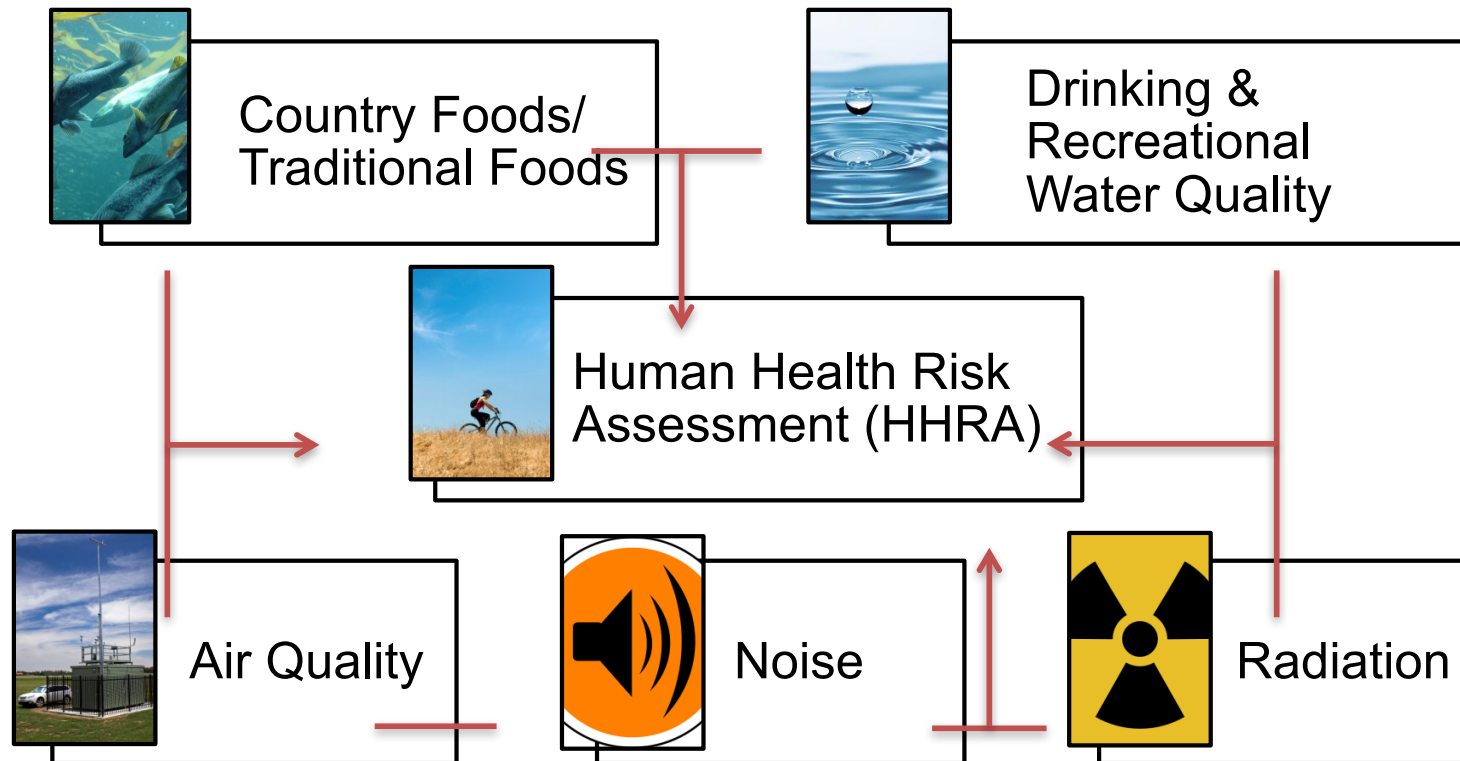 Country Foods/
Traditional Foods
Drinking &
Recreational
Water Quality
Human Health Risk
Assessment (HHRA)
Air Quality
Noise
Radiation